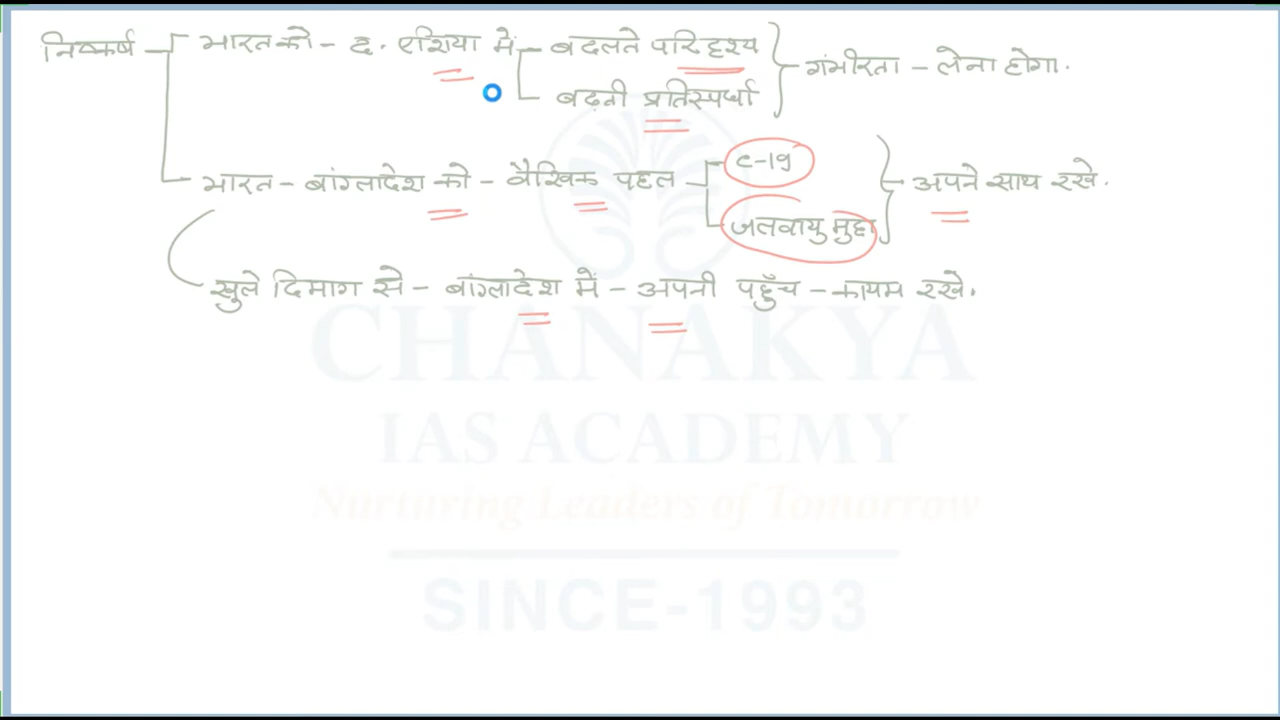 निष्कर्ष भारत को - द. एशिया में बदलते परिदृश्य
बढ़ती प्रतिस्पर्धा
गंभीरता - लेना होगा.
भारत - बांग्लादेश को - वैश्विक पहल c-19 अपने साथ रखे.
जलवायु मुद्दा
खुले दिमाग से - बांग्लादेश में - अपनी पहुँच - कायम रखे.
CHANAKYA
IAS ACADEMY
Nurturing Leaders of Tomorrow
SINCE-1993